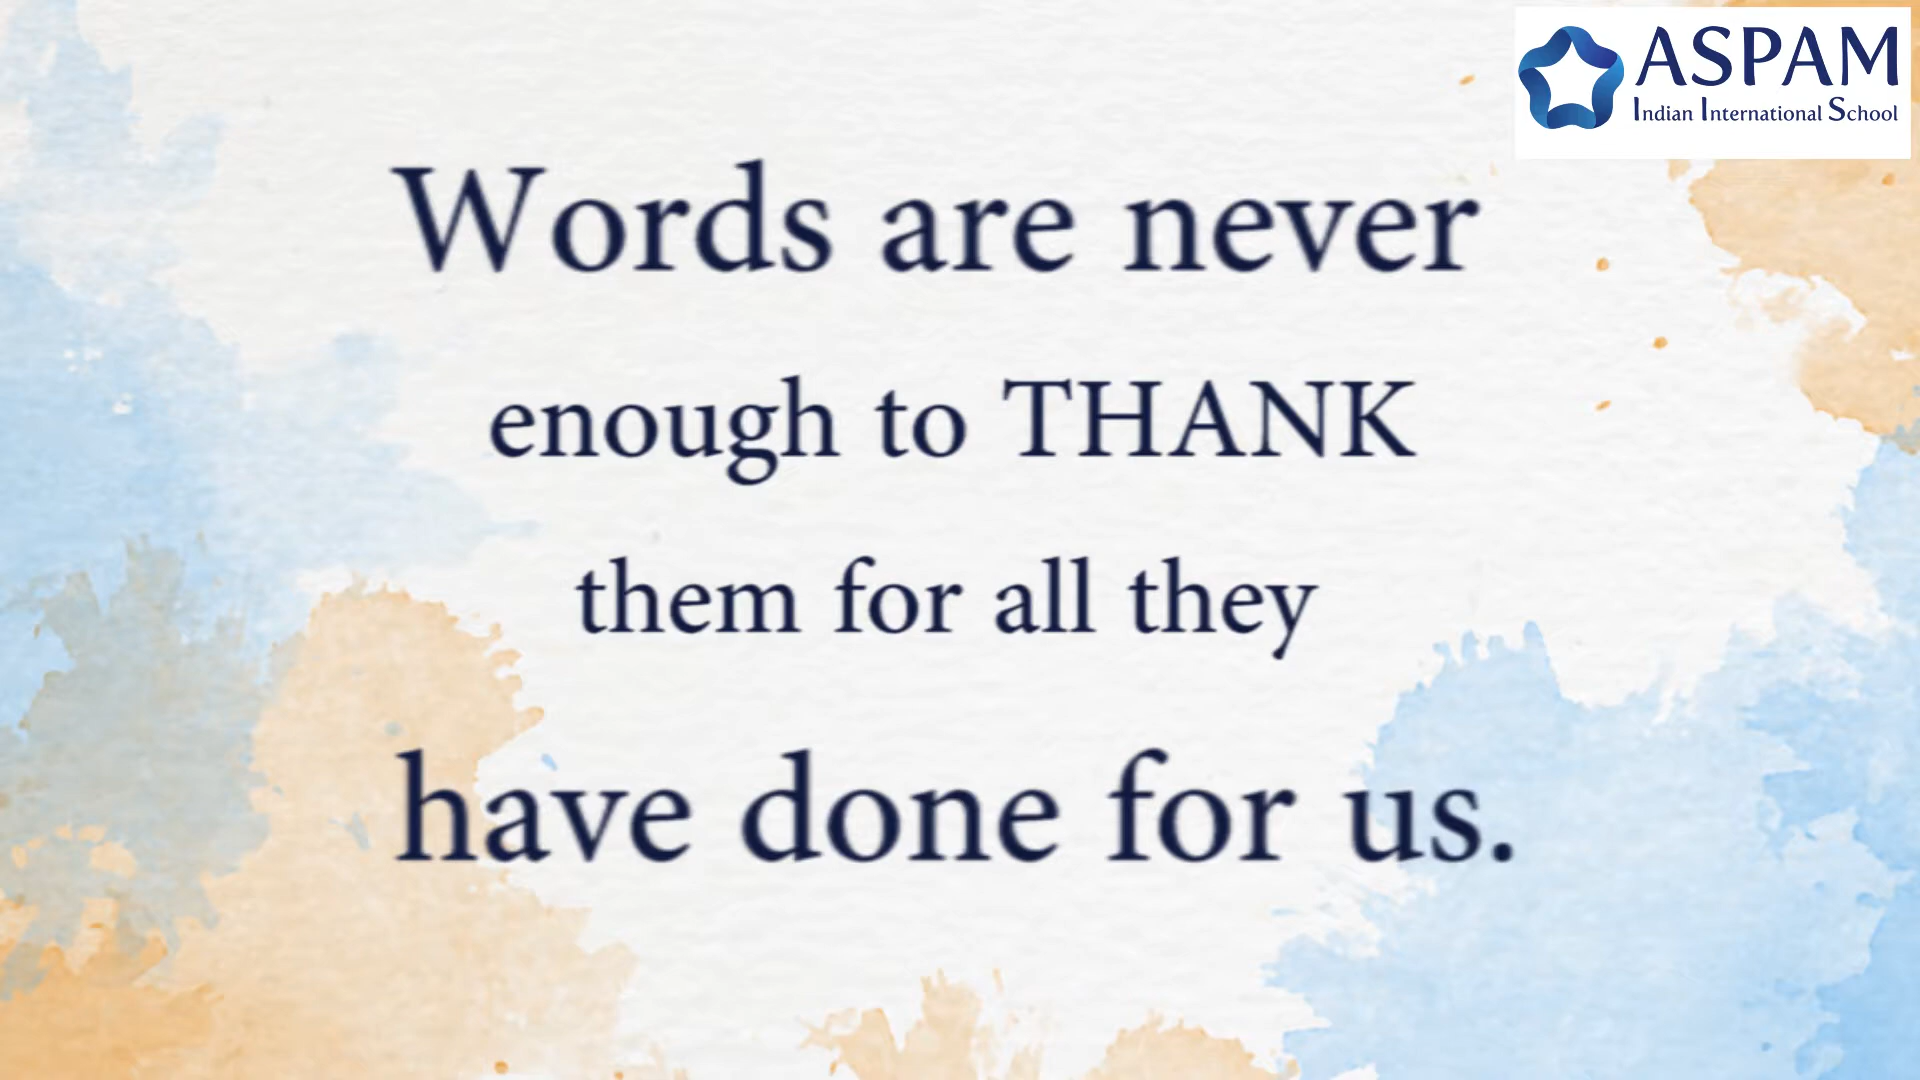 ASPAM
Indian International School
Words are never
enough to THANK
them for all they
have done for us.